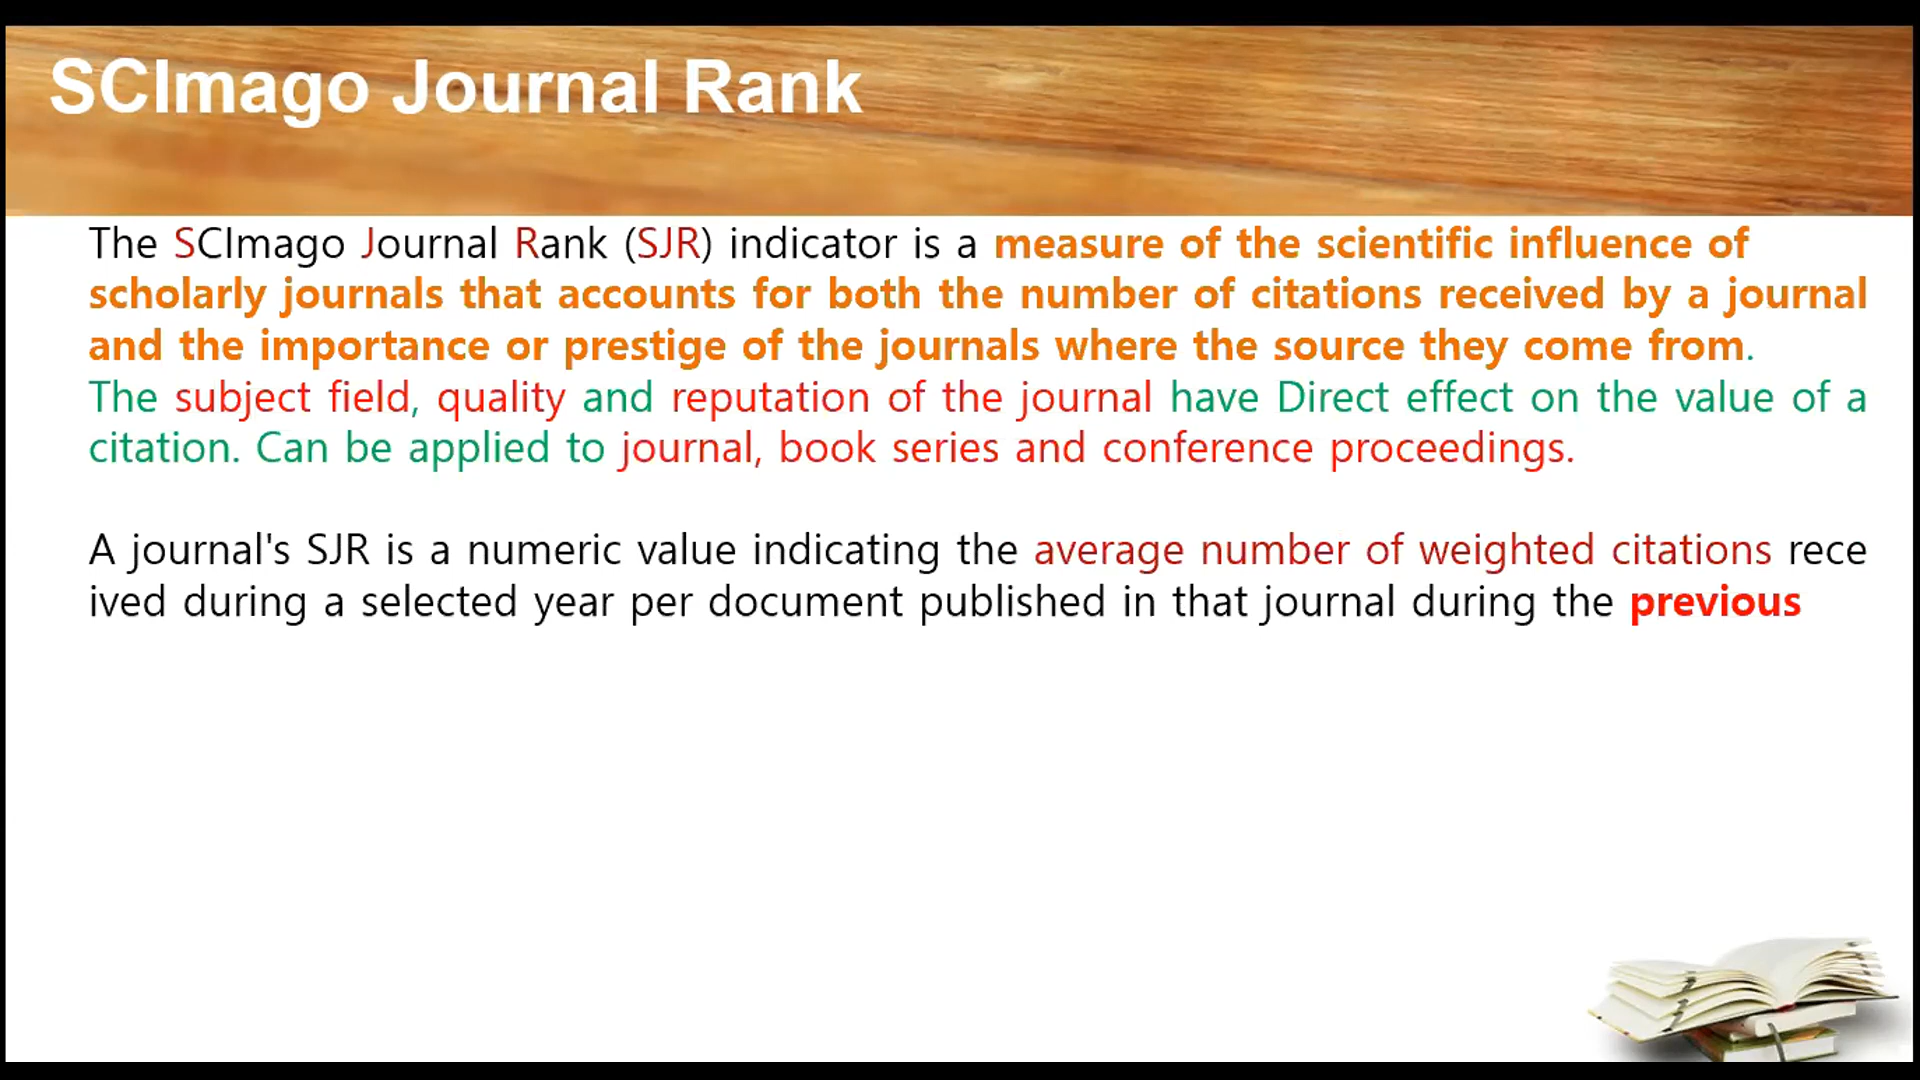 SCImago Journal Rank
The SCImago Journal Rank (SJR) indicator is a measure of the scientific influence of
scholarly journals that accounts for both the number of citations received by a journal
and the importance or prestige of the journals where the source they come from.
The subject field, quality and reputation of the journal have Direct effect on the value of a
citation. Can be applied to journal, book series and conference proceedings.
A journal's SJR is a numeric value indicating the average number of weighted citations rece
ived during a selected year per document published in that journal during the previous